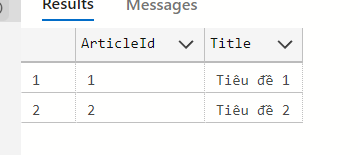 Results Messages
ArticleId Title
1 1 Tiêu đề 1
2 2 Tiêu đề 2